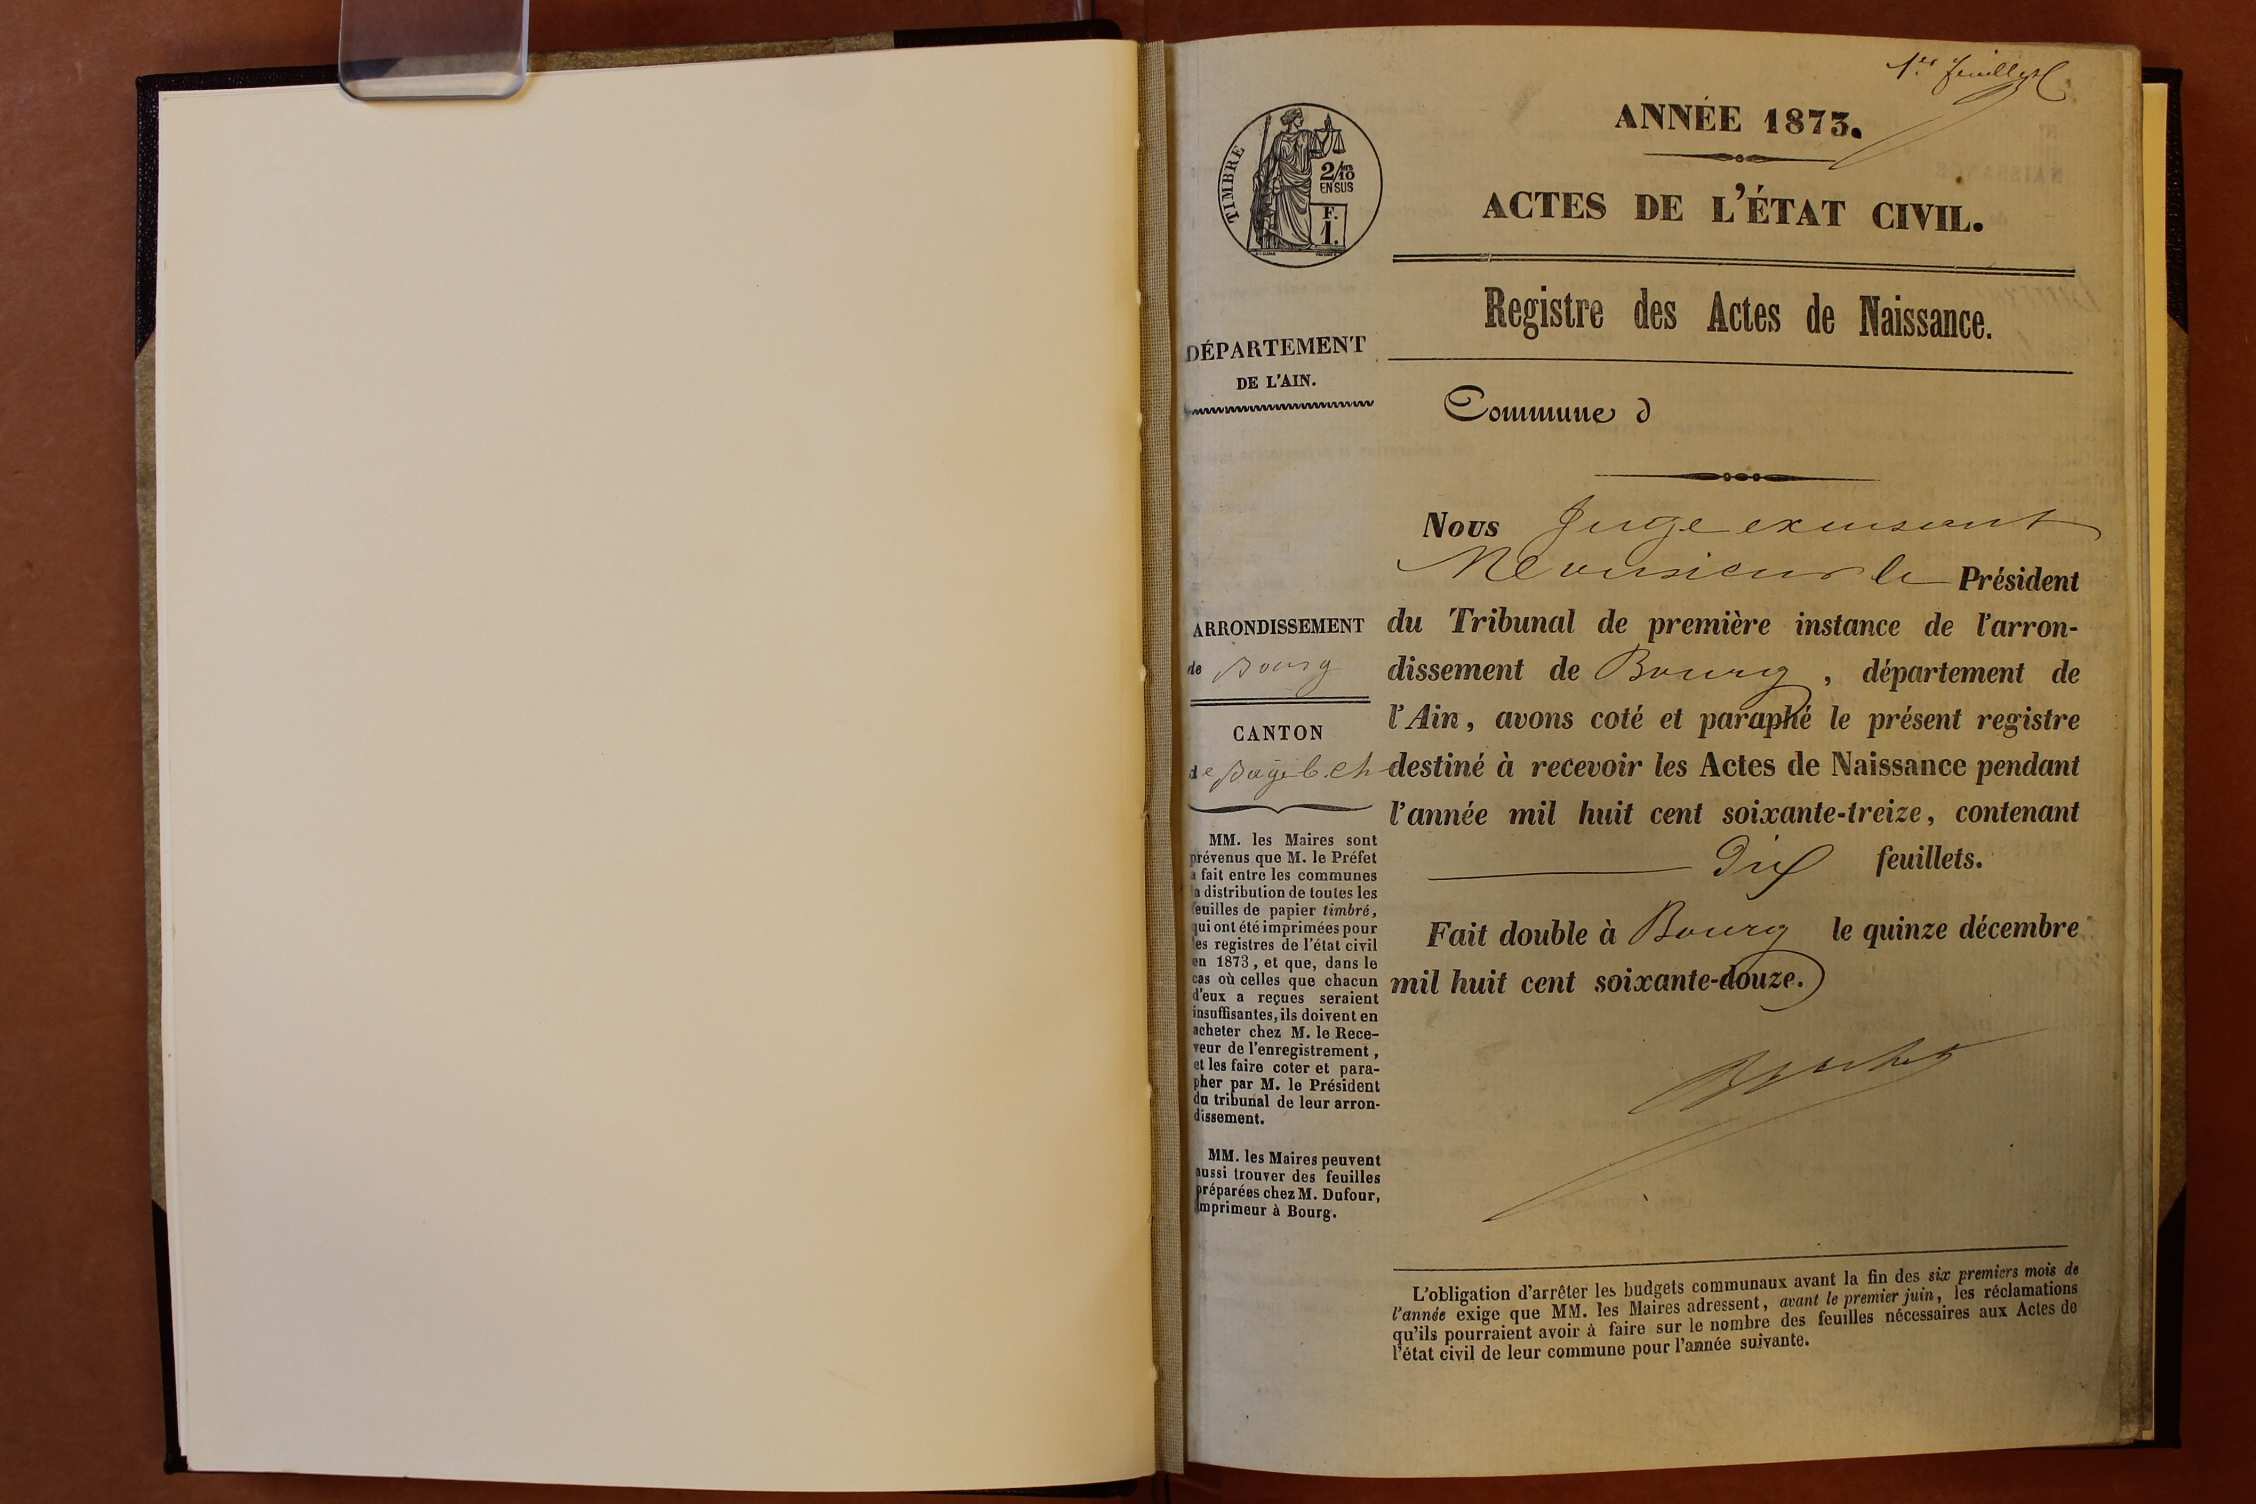 1er feuillet
ANNÉE 1873.
TIMBRE
2/10
EN SUS
F.
1.
ACTES DE L'ÉTAT CIVIL.
Registre des Actes de Naissance.
DÉPARTEMENT
DE L'AIN.
Commune d
Nous Juge excusant
Monsieur le Président
du Tribunal de première instance de l'arron-
dissement de Bourg, département de
l'Ain, avons coté et paraphé le présent registre
destiné à recevoir les Actes de Naissance pendant
l'année mil huit cent soixante-treize, contenant
dix feuillets.
Fait double à Bourg le quinze décembre
mil huit cent soixante-douze.
ARRONDISSEMENT
de Bourg
CANTON
de Bagé l. ch
MM. les Maires sont
prévenus que M. le Préfet
a fait entre les communes
la distribution de toutes les
feuilles de papier timbré,
qui ont été imprimées pour
les registres de l'état civil
en 1873, et que, dans le
cas où celles que chacun
d'eux a reçues seraient
insuffisantes, ils doivent en
acheter chez M. le Rece-
veur de l'enregistrement,
et les faire coter et para-
pher par M. le Président
du tribunal de leur arron-
dissement.
MM. les Maires peuvent
aussi trouver des feuilles
préparées chez M. Dufour,
imprimeur à Bourg.
L'obligation d'arrêter les budgets communaux avant la fin des six premiers mois de
l'année exige que MM. les Maires adressent, avant le premier juin, les réclamations
qu'ils pourraient avoir à faire sur le nombre des feuilles nécessaires aux Actes de
l'état civil de leur commune pour l'année suivante.